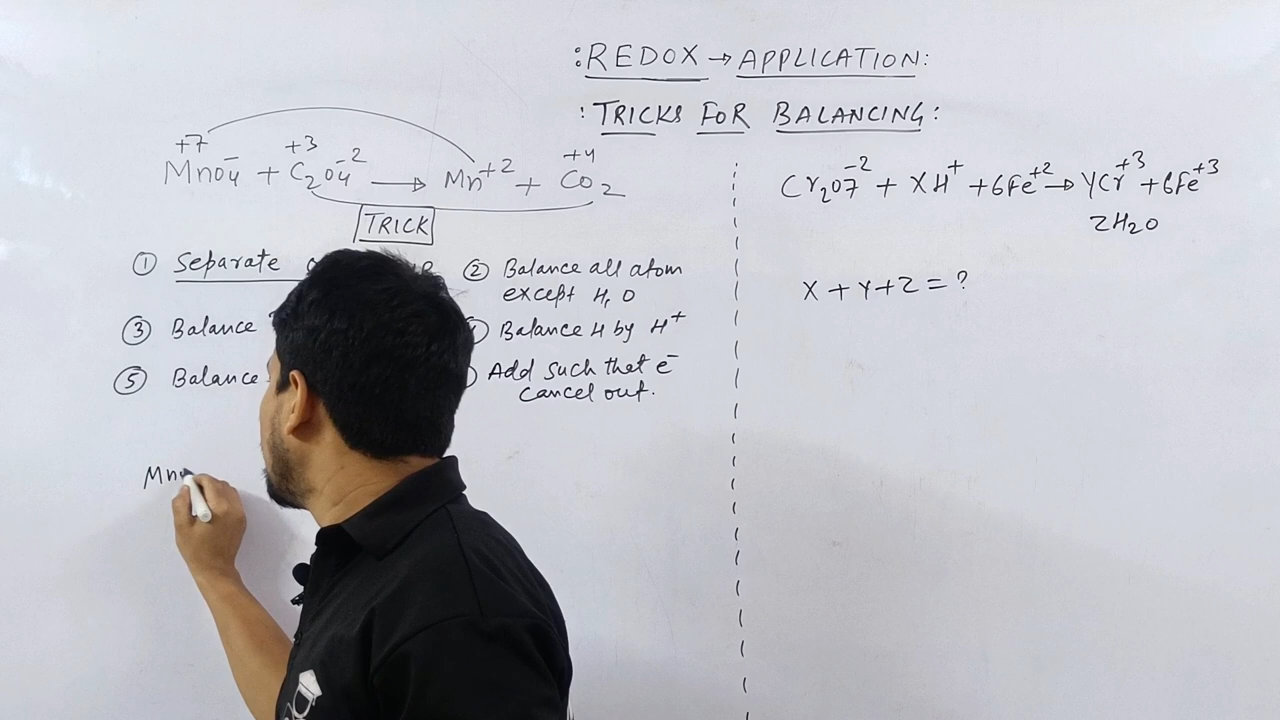 :REDOX → APPLICATION:
: TRICKS FOR BALANCING:
+7 +3 +4
MnO4⁻ + C2O4⁻² → Mn⁺² + CO2
TRICK
① Separate
② Balance all atom
except H, O
③ Balance
Balance H by H⁺
⑤ Balance
Add such that e⁻
cancel out.
Mn
Cr2O7⁻² + XH⁺ + 6Fe⁺² → YCr⁺³ + 6Fe⁺³
ZH2O
X + Y + Z = ?